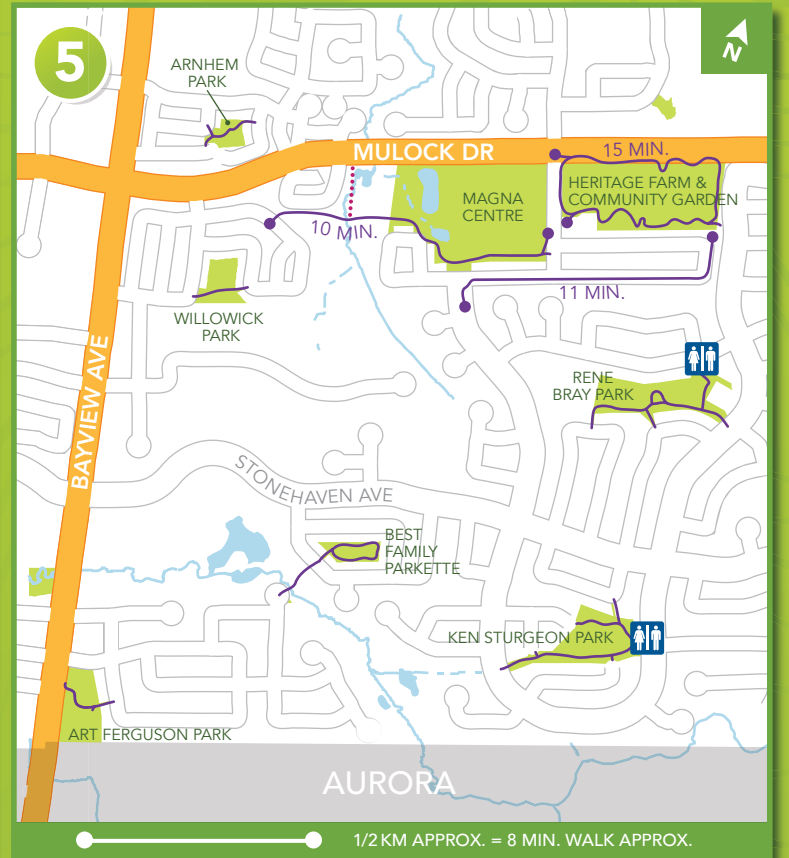 5
N
ARNHEM
PARK
MULOCK DR
15 MIN.
HERITAGE FARM &
COMMUNITY GARDEN
MAGNA
CENTRE
10 MIN.
11 MIN.
WILLOWICK
PARK
BAYVIEW AVE
RENE
BRAY PARK
STONEHAVEN AVE
BEST
FAMILY
PARKETTE
KEN STURGEON PARK
ART FERGUSON PARK
AURORA
1/2 KM APPROX. = 8 MIN. WALK APPROX.